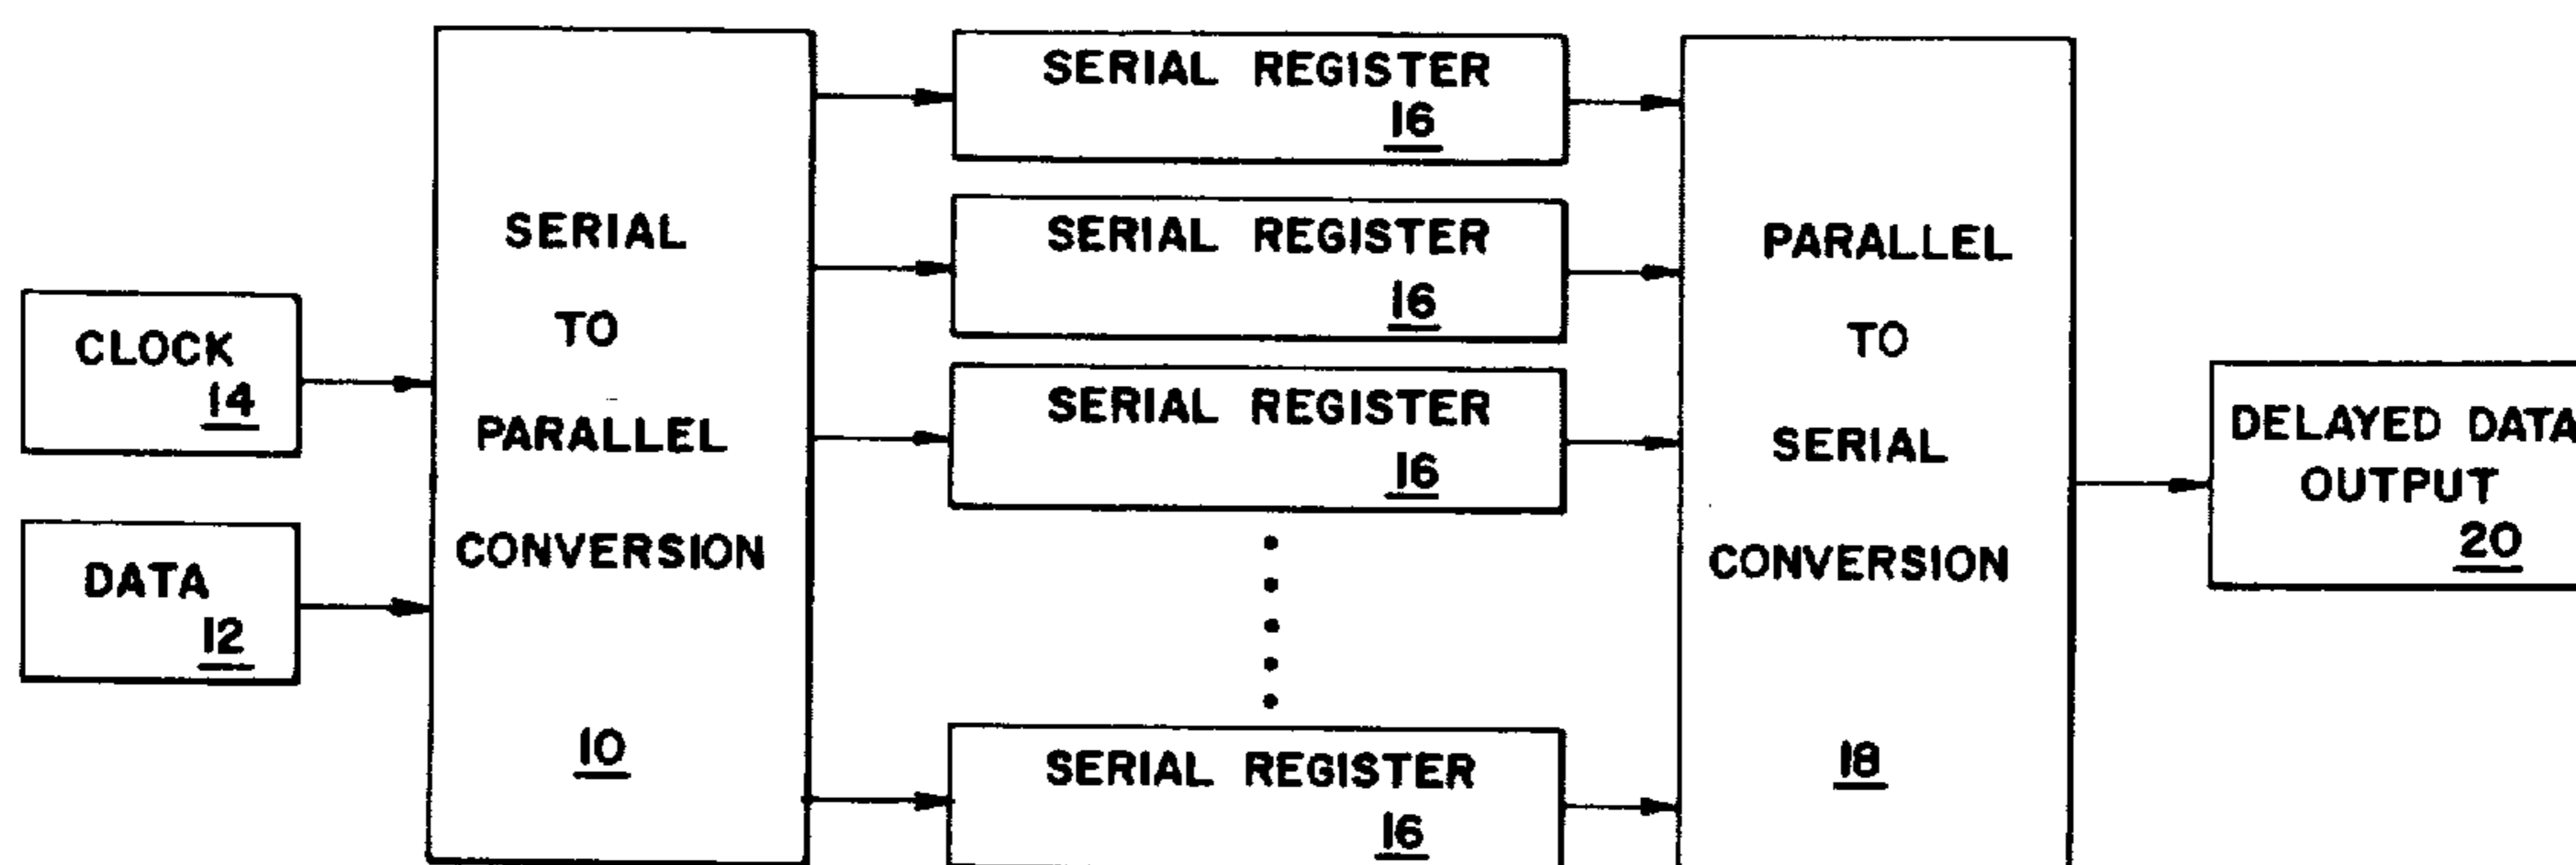 CLOCK
14
DATA
12
SERIAL
TO
PARALLEL
CONVERSION
10
SERIAL REGISTER
16
SERIAL REGISTER
16
SERIAL REGISTER
16
SERIAL REGISTER
16
PARALLEL
TO
SERIAL
CONVERSION
18
DELAYED DATA
OUTPUT
20